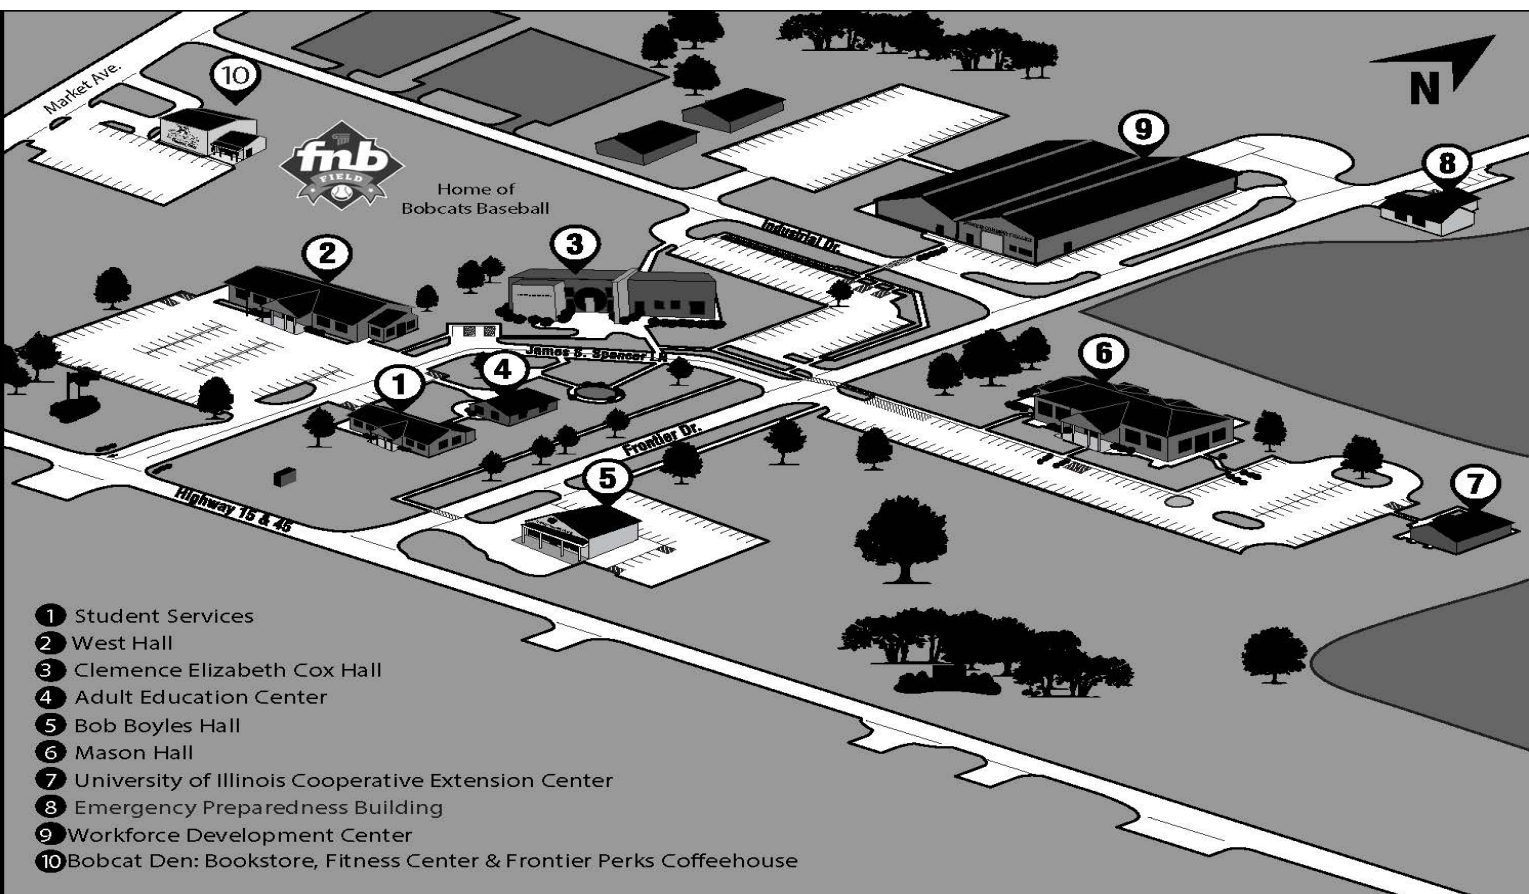 Market Ave.
10
N
9
8
fnb
FIELD
Home of
Bobcats Baseball
Industrial Dr.
2
3
James S. Spencer LN
6
1
4
Frontier Dr.
5
7
Highway 15 & 45
1 Student Services
2 West Hall
3 Clemence Elizabeth Cox Hall
4 Adult Education Center
5 Bob Boyles Hall
6 Mason Hall
7 University of Illinois Cooperative Extension Center
8 Emergency Preparedness Building
9 Workforce Development Center
10 Bobcat Den: Bookstore, Fitness Center & Frontier Perks Coffeehouse